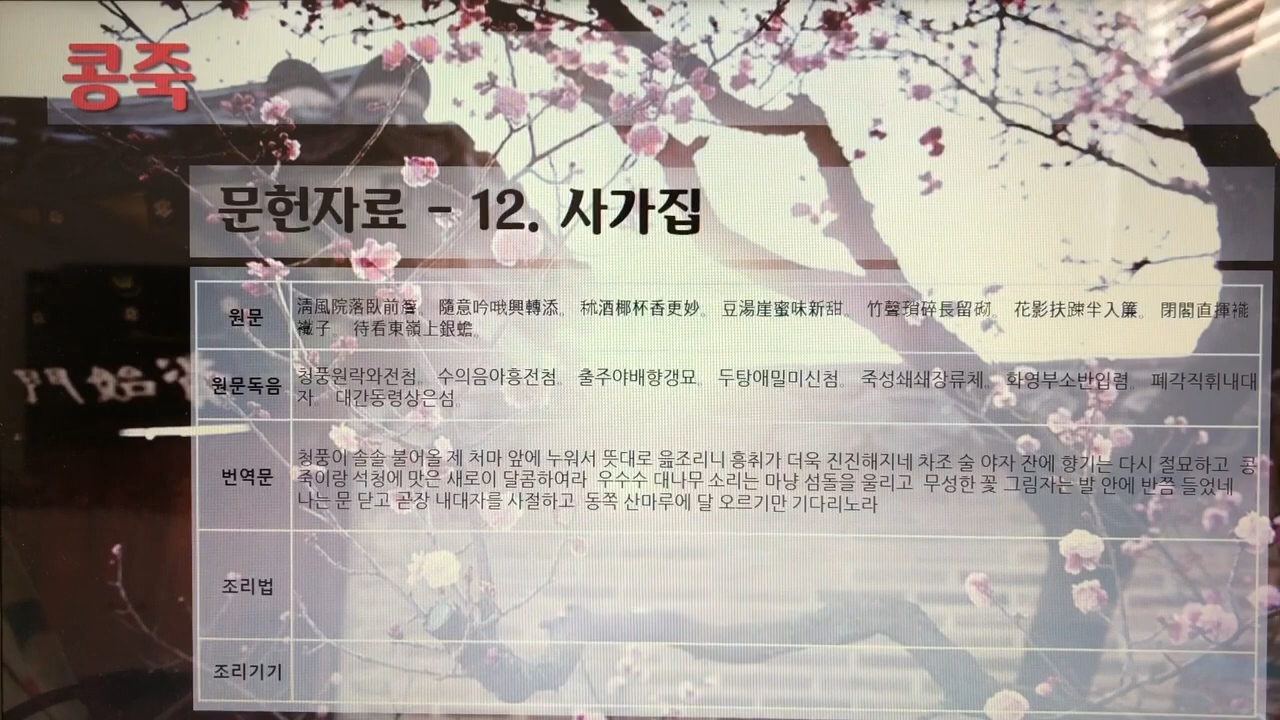 콩죽
문헌자료 - 12. 사가집
원문
淸風院落臥前簷。 隨意吟哦興轉添。 秫酒椰杯香更妙。 豆湯崖蜜味新甜。 竹聲瑣碎長留砌。 花影扶踈半入簾。 閉閣直揮褦
襶子。 待看東嶺上銀蟾。
원문독음
청풍원락와전첨。 수의음아흥전첨。 출주야배향갱묘。 두탕애밀미신첨。 죽성쇄쇄장류체。 화영부소반입렴。 폐각직휘내대
자。 대간동령상은섬。
번역문
청풍이 솔솔 불어올 제 처마 앞에 누워서 뜻대로 읊조리니 흥취가 더욱 진진해지네 차조 술 야자 잔에 향기는 다시 절묘하고 콩
죽이랑 석청에 맛은 새로이 달콤하여라 우수수 대나무 소리는 마냥 섬돌을 울리고 무성한 꽃 그림자는 발 안에 반쯤 들었네
나는 문 닫고 곧장 내대자를 사절하고 동쪽 산마루에 달 오르기만 기다리노라
조리법
조리기기